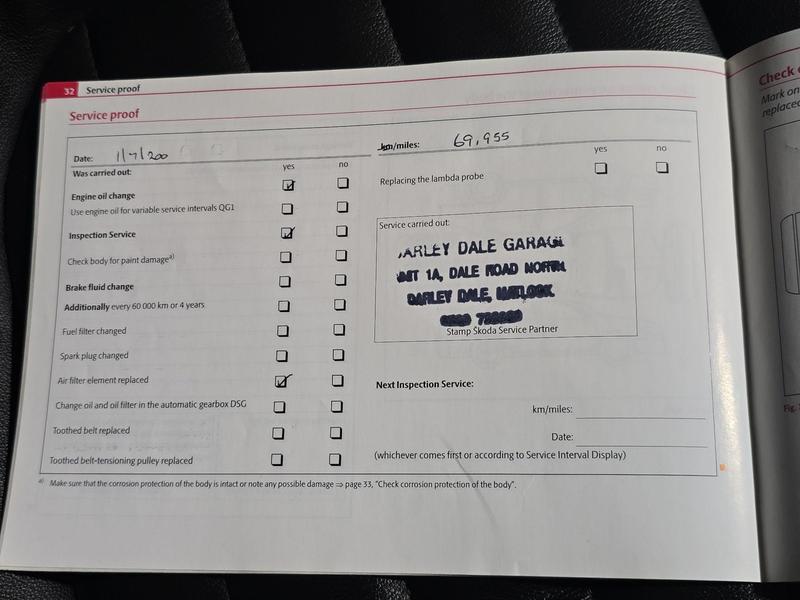 32 Service proof
Service proof
Date: 1/7/200
km/miles: 69,955
Was carried out:
yes no
Engine oil change
Use engine oil for variable service intervals QG1
Inspection Service
Check body for paint damage a)
Brake fluid change
Additionally every 60 000 km or 4 years
Fuel filter changed
Spark plug changed
Air filter element replaced
Change oil and oil filter in the automatic gearbox DSG
Toothed belt replaced
Toothed belt-tensioning pulley replaced
yes no
Replacing the lambda probe
Service carried out:
ARLEY DALE GARAGE
UNIT 1A, DALE ROAD NORTH
DARLEY DALE, MATLOCK
Stamp Škoda Service Partner
Next Inspection Service:
km/miles:
Date:
(whichever comes first or according to Service Interval Display)
a) Make sure that the corrosion protection of the body is intact or note any possible damage ⇒ page 33, "Check corrosion protection of the body".
Check
Mark on
replaced
Fig.